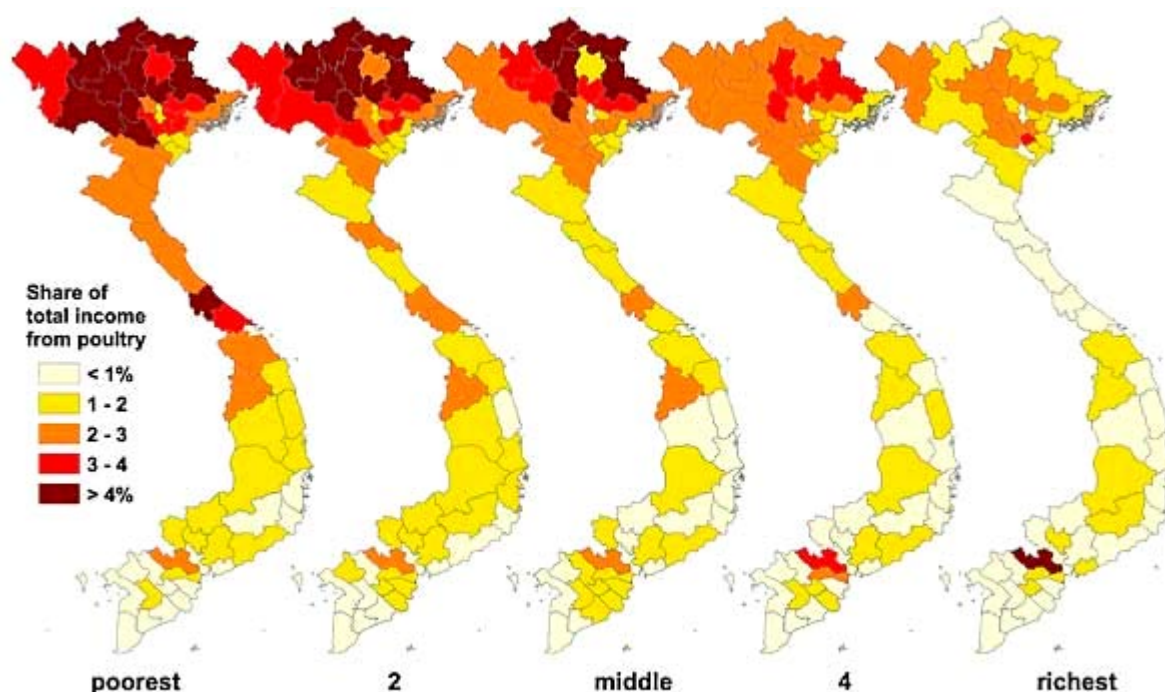 Share of
total income
from poultry
< 1%
1 - 2
2 - 3
3 - 4
> 4%
poorest 2 middle 4 richest